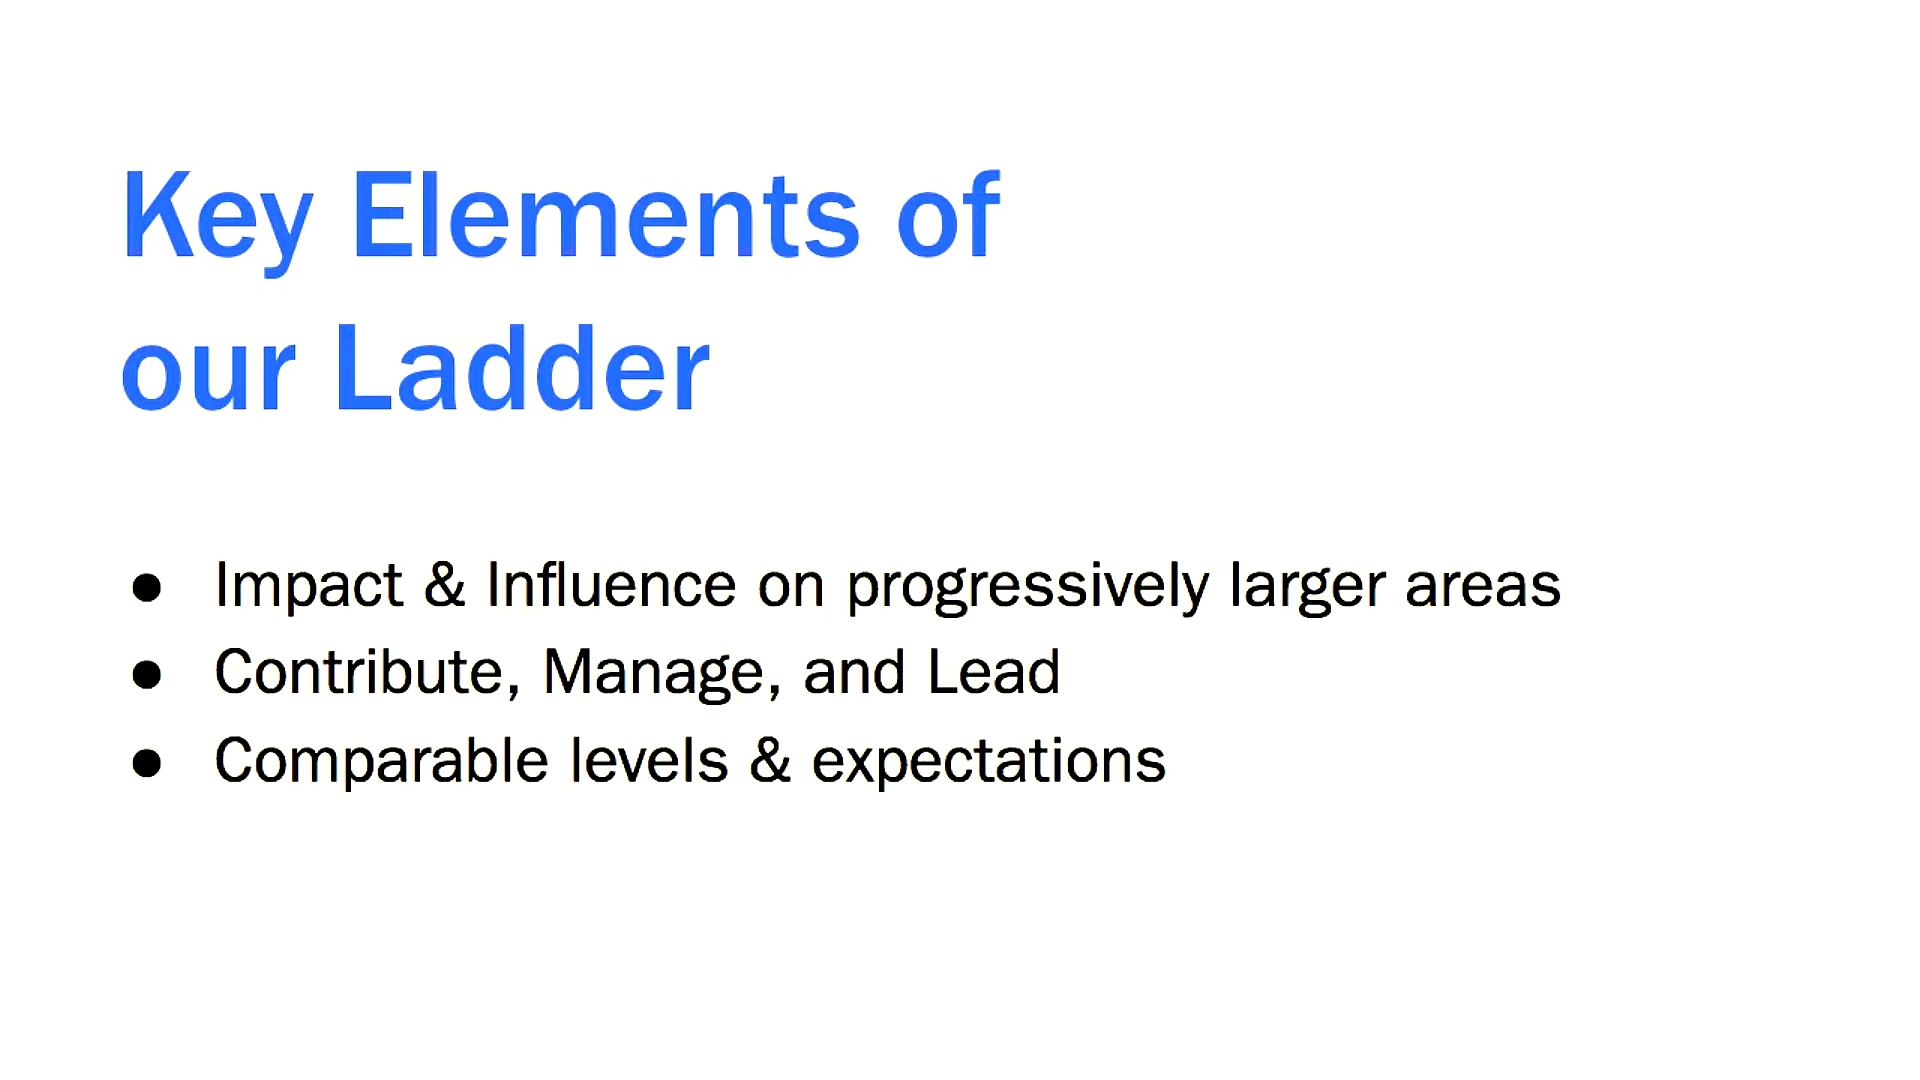 Key Elements of
our Ladder
● Impact & Influence on progressively larger areas
● Contribute, Manage, and Lead
● Comparable levels & expectations